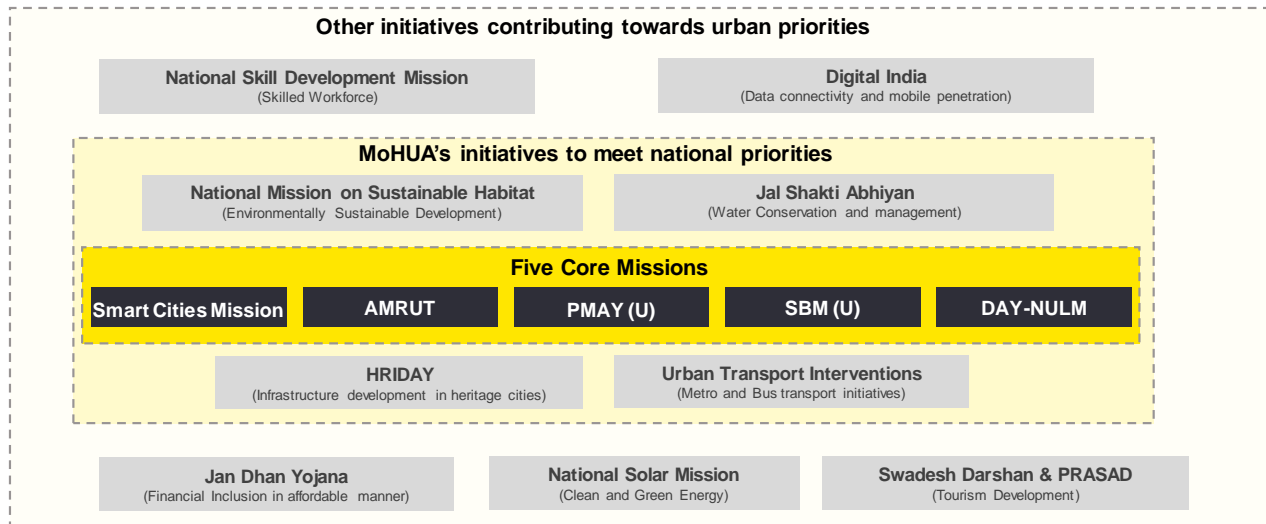 Other initiatives contributing towards urban priorities
National Skill Development Mission
(Skilled Workforce)
Digital India
(Data connectivity and mobile penetration)
MoHUA's initiatives to meet national priorities
National Mission on Sustainable Habitat
(Environmentally Sustainable Development)
Jal Shakti Abhiyan
(Water Conservation and management)
Five Core Missions
Smart Cities Mission
AMRUT
PMAY (U)
SBM (U)
DAY-NULM
HRIDAY
(Infrastructure development in heritage cities)
Urban Transport Interventions
(Metro and Bus transport initiatives)
Jan Dhan Yojana
(Financial Inclusion in affordable manner)
National Solar Mission
(Clean and Green Energy)
Swadesh Darshan & PRASAD
(Tourism Development)